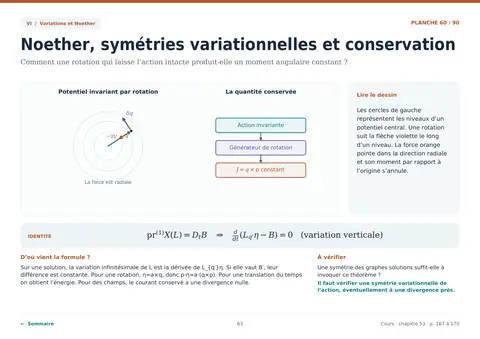 VI / Variations et Noether
PLANCHE 60 / 90
Noether, symétries variationnelles et conservation
Comment une rotation qui laisse l'action intacte produit-elle un moment angulaire constant ?
Potentiel invariant par rotation
δq
−∇V
La force est radiale
La quantité conservée
Action invariante
Générateur de rotation
J = q × p constant
Lire le dessin
Les cercles de gauche
représentent les niveaux d'un
potentiel central. Une rotation
suit la flèche violette le long
d'un niveau. La force orange
pointe dans la direction radiale
et son moment par rapport à
l'origine s'annule.
IDENTITÉ
pr⁽¹⁾X(L) = DₜB ⇒ d/dt(L_q̇ η − B) = 0 (variation verticale)
D'où vient la formule ?
Sur une solution, la variation infinitésimale de L est la dérivée de L_{q̇}η. Si elle vaut Ḃ, leur
différence est constante. Pour une rotation, η=a×q, donc p·η=a·(q×p). Pour une translation du temps
on obtient l'énergie. Pour des champs, le courant conservé a une divergence nulle.
À vérifier
Une symétrie des graphes solutions suffit-elle à
invoquer ce théorème ?
Il faut vérifier une symétrie variationnelle de
l'action, éventuellement à une divergence près.
← Sommaire
63
Cours · chapitre 53 · p. 167 à 170